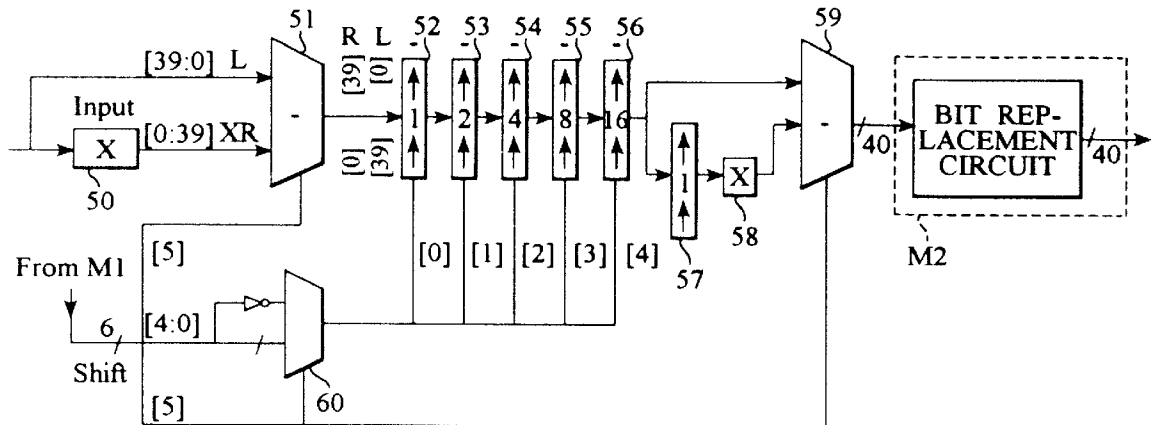 51
R L - 52 - 53 - 54 - 55 - 56
59
[39:0] L
[39] [0]
Input
X
[0:39] XR
-
1
2
4
8
16
-
40
BIT REP-
LACEMENT
CIRCUIT
40
50
[0] [39]
1
X
58
57
M2
[5]
[0] [1] [2] [3] [4]
From M1
6
[4:0]
Shift
60
[5]